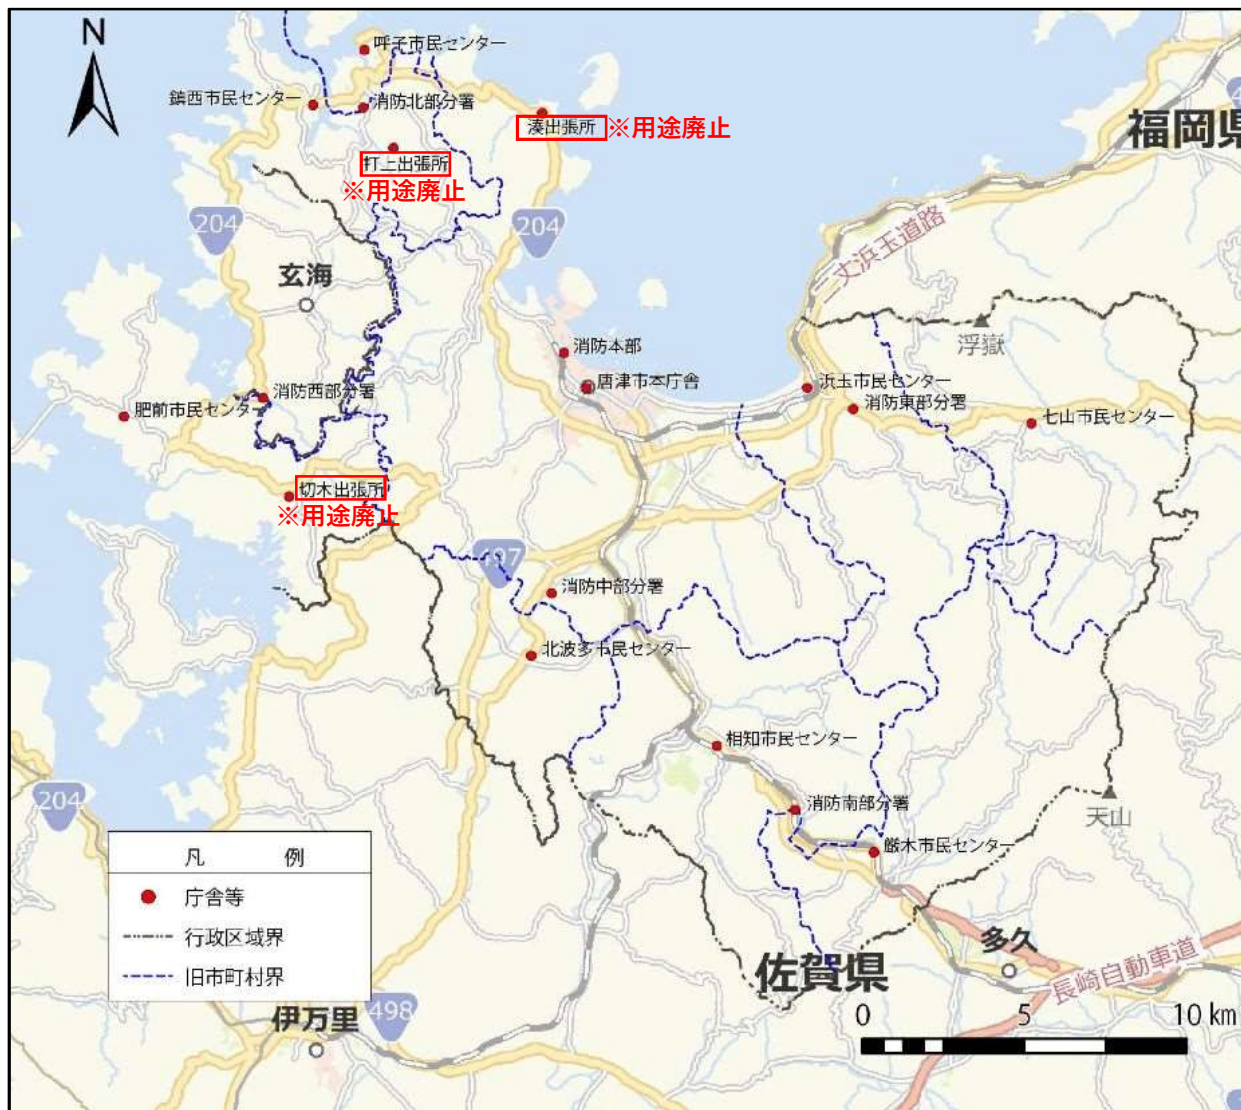 N
呼子市民センター
鎮西市民センター
消防北部分署
湊出張所
※用途廃止
福岡県
打上出張所
※用途廃止
204
204
二丈浜玉道路
玄海
浮嶽
消防本部
唐津市本庁舎
浜玉市民センター
消防西部分署
消防東部分署
肥前市民センター
七山市民センター
切木出張所
※用途廃止
497
消防中部分署
北波多市民センター
相知市民センター
204
消防南部分署
天山
厳木市民センター
凡 例
庁舎等
行政区域界
旧市町村界
多久
佐賀県
長崎自動車道
498
伊万里
0 5 10 km